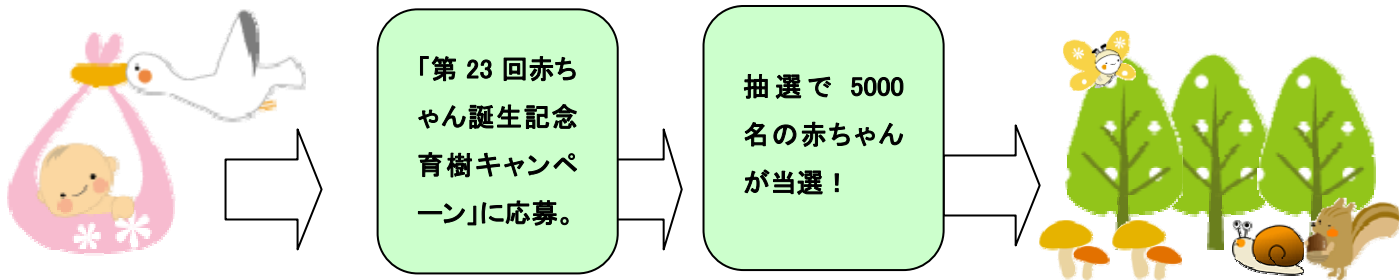 「第 23 回赤ち
ゃん誕生記念
育樹キャンペ
ーン」に応募。
抽選で 5000
名の赤ちゃん
が当選！